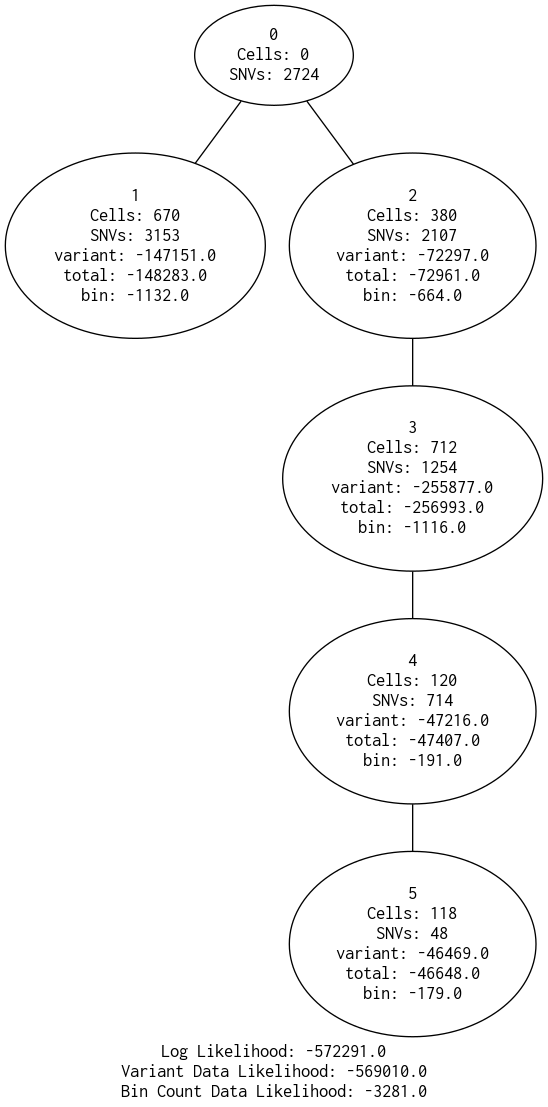 0
Cells: 0
SNVs: 2724
1
Cells: 670
SNVs: 3153
variant: -147151.0
total: -148283.0
bin: -1132.0
2
Cells: 380
SNVs: 2107
variant: -72297.0
total: -72961.0
bin: -664.0
3
Cells: 712
SNVs: 1254
variant: -255877.0
total: -256993.0
bin: -1116.0
4
Cells: 120
SNVs: 714
variant: -47216.0
total: -47407.0
bin: -191.0
5
Cells: 118
SNVs: 48
variant: -46469.0
total: -46648.0
bin: -179.0
Log Likelihood: -572291.0
Variant Data Likelihood: -569010.0
Bin Count Data Likelihood: -3281.0